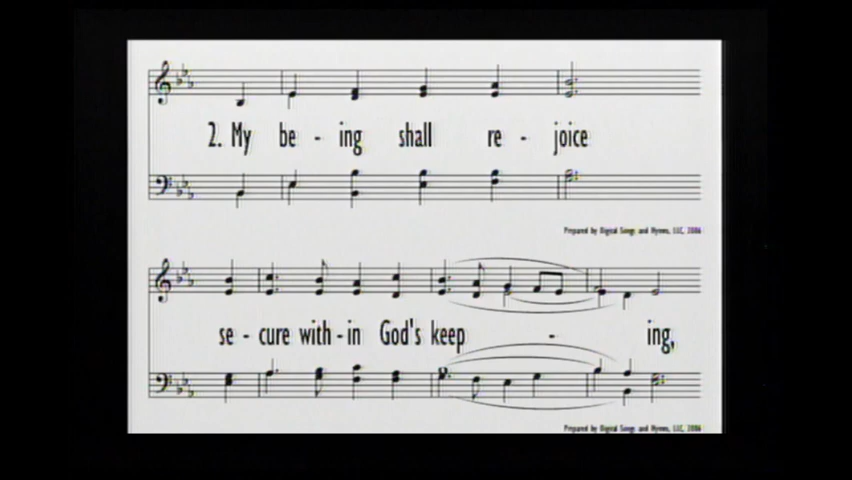 2. My be - ing shall re - joice
Prepared by Digital Songs and Hymns, LLC, 2006
se - cure with - in God's keep - ing,
Prepared by Digital Songs and Hymns, LLC, 2006